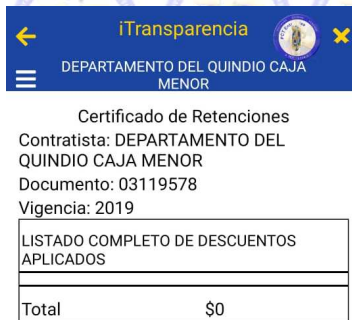 iTransparencia
DEPARTAMENTO DEL QUINDIO CAJA
MENOR
Certificado de Retenciones
Contratista: DEPARTAMENTO DEL
QUINDIO CAJA MENOR
Documento: 03119578
Vigencia: 2019
LISTADO COMPLETO DE DESCUENTOS
APLICADOS
Total $0